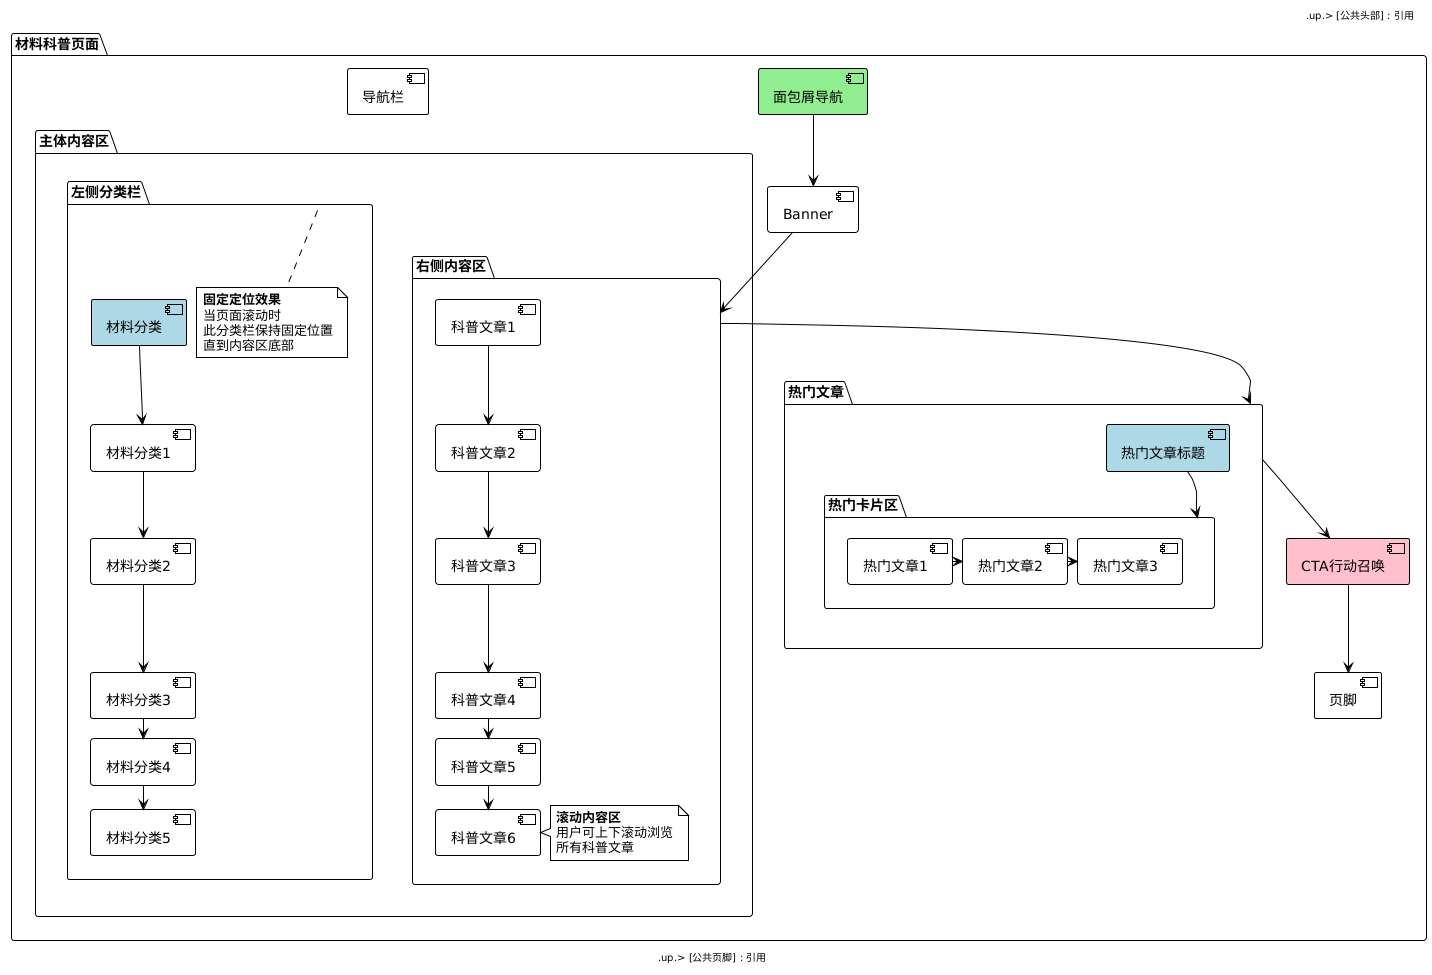 .up.> [公共头部] : 引用
材料科普页面
导航栏
面包屑导航
主体内容区
左侧分类栏
Banner
右侧内容区
固定定位效果
当页面滚动时
此分类栏保持固定位置
直到内容区底部
材料分类
科普文章1
热门文章
材料分类1
科普文章2
热门文章标题
热门卡片区
材料分类2
科普文章3
热门文章1
热门文章2
热门文章3
CTA行动召唤
材料分类3
科普文章4
页脚
材料分类4
科普文章5
材料分类5
科普文章6
滚动内容区
用户可上下滚动浏览
所有科普文章
.up.> [公共页脚] : 引用